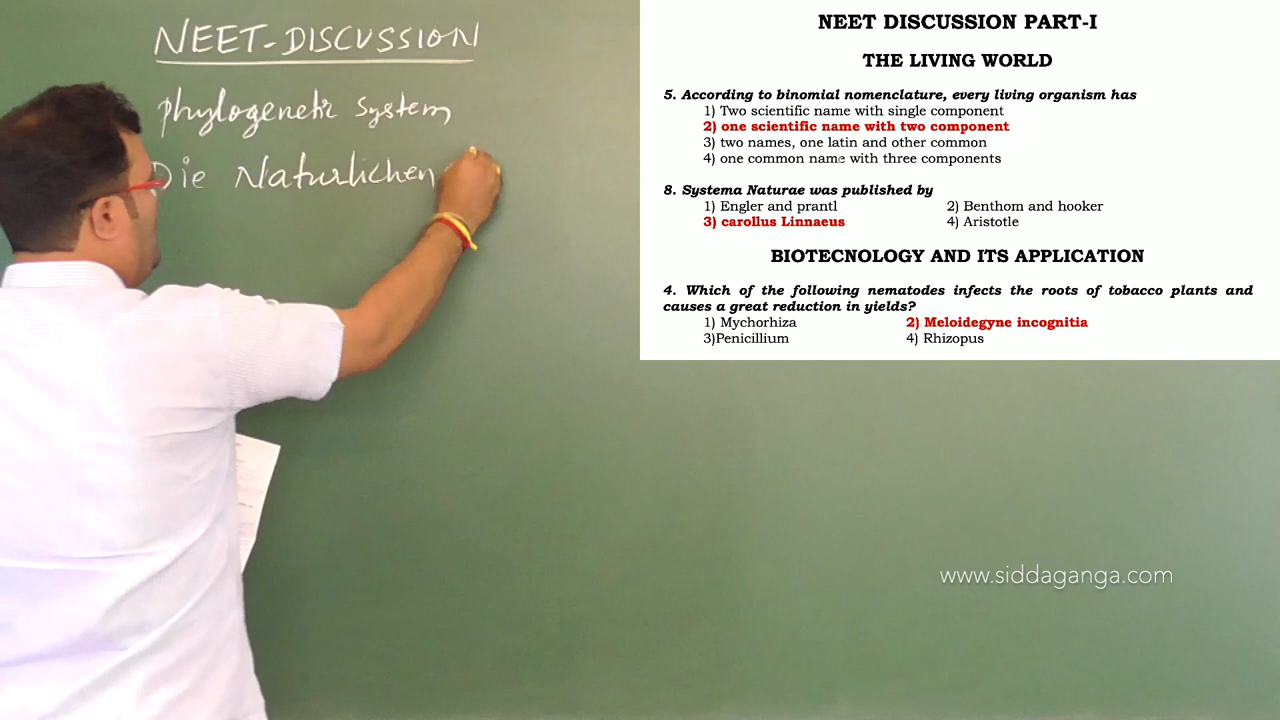 NEET-DISCUSSION
Phylogenetic System
Die Naturlichen
NEET DISCUSSION PART-I
THE LIVING WORLD
5. According to binomial nomenclature, every living organism has
1) Two scientific name with single component
2) one scientific name with two component
3) two names, one latin and other common
4) one common name with three components
8. Systema Naturae was published by
1) Engler and prantl 2) Benthom and hooker
3) carollus Linnaeus 4) Aristotle
BIOTECNOLOGY AND ITS APPLICATION
4. Which of the following nematodes infects the roots of tobacco plants and
causes a great reduction in yields?
1) Mychorhiza 2) Meloidegyne incognitia
3)Penicillium 4) Rhizopus
www.siddaganga.com